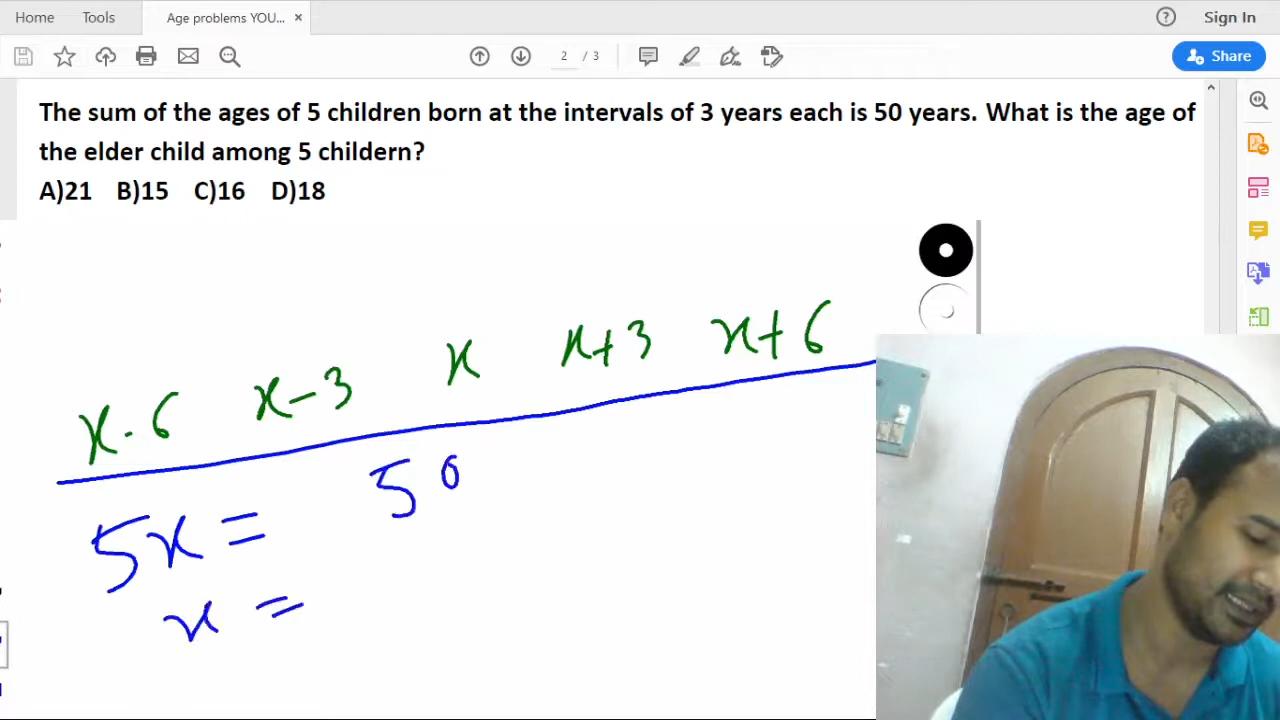 Home Tools Age problems YOU... ×
? Sign In
2 / 3
Share
The sum of the ages of 5 children born at the intervals of 3 years each is 50 years. What is the age of
the elder child among 5 childern?
A)21 B)15 C)16 D)18
x-6 x-3 x x+3 x+6
5x = 50
x =